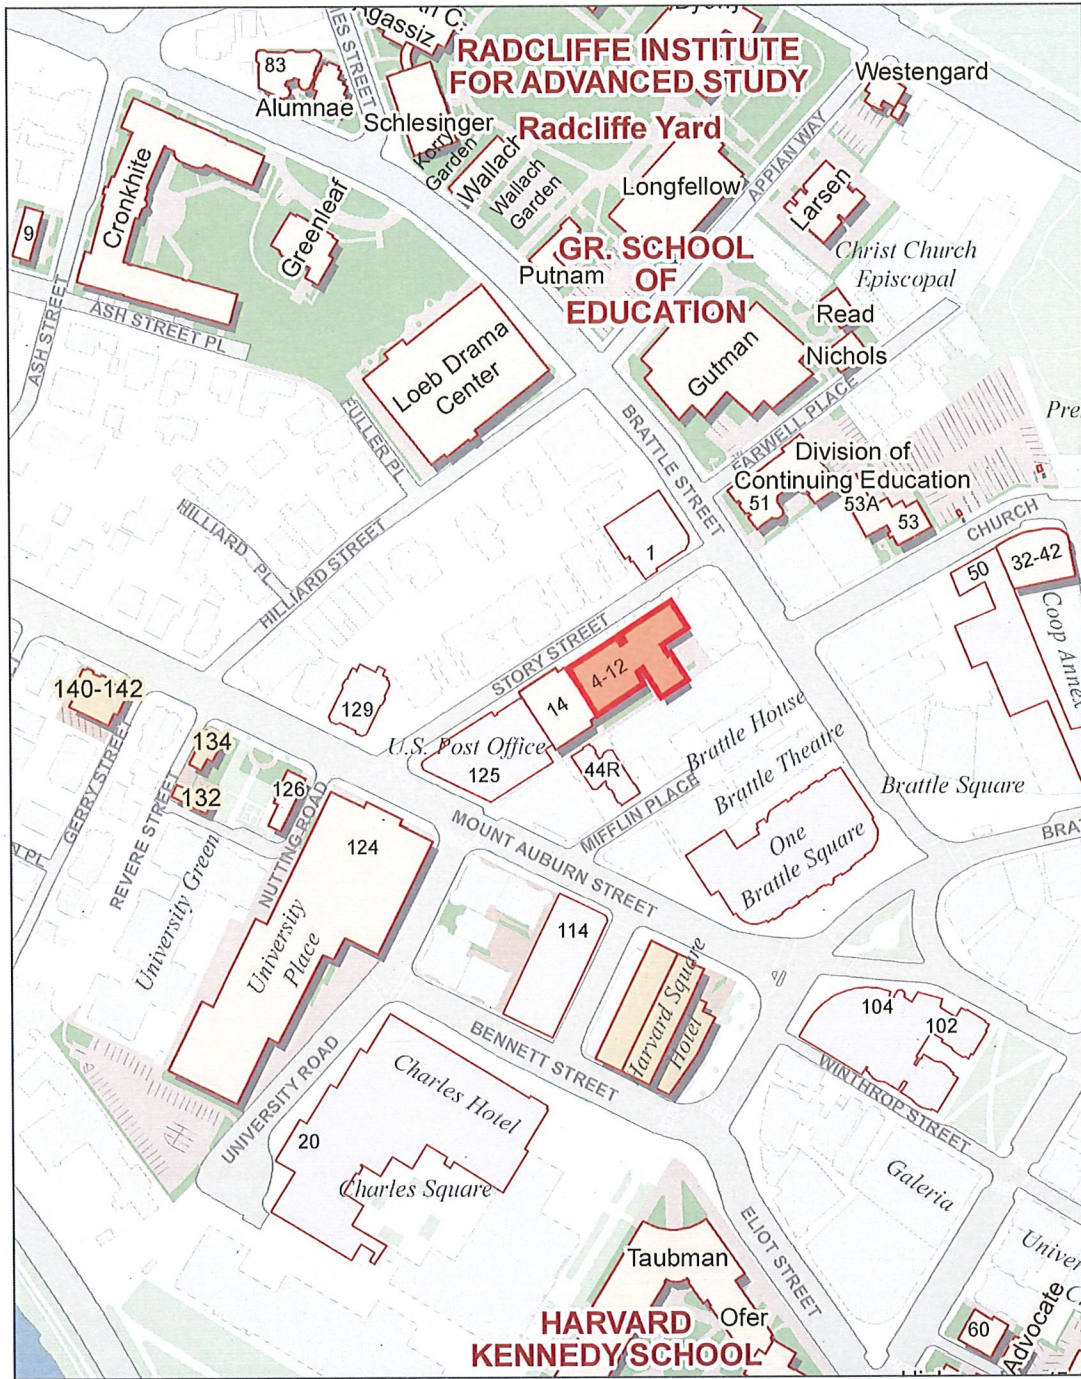 Agassiz
RADCLIFFE INSTITUTE
FOR ADVANCED STUDY
Radcliffe Yard
83
Alumnae
Schlesinger
Korry
Garden
Wallach
Wallach
Garden
Longfellow
APPIAN WAY
Westengard
Larsen
Christ Church
Episcopal
Cronkhite
Greenleaf
9
ASH STREET
ASH STREET PL
Putnam
GR. SCHOOL
OF
EDUCATION
Read
Nichols
Gutman
Loeb Drama
Center
FULLER PL
BRATTLE STREET
FARWELL PLACE
Division of
Continuing Education
51
53A
53
CHURCH
HILLIARD PL
HILLIARD STREET
1
50
32-42
Coop Annex
STORY STREET
4-12
14
129
U.S. Post Office
125
44R
MIFFLIN PLACE
Brattle House
Brattle Theatre
Brattle Square
One
Brattle Square
140-142
GERRY STREET
134
132
126
REVERE STREET
NUTTING ROAD
University Green
124
University
Place
MOUNT AUBURN STREET
114
Harvard Square
Hotel
BENNETT STREET
104
102
WINTHROP STREET
UNIVERSITY ROAD
Charles Hotel
20
Charles Square
Galeria
ELIOT STREET
Taubman
Ofer
HARVARD
KENNEDY SCHOOL
60
Advocate